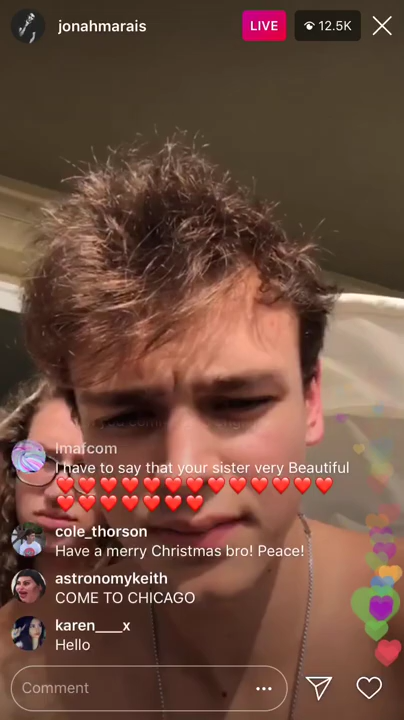 jonahmarais
LIVE
12.5K
lmafcom
I have to say that your sister very Beautiful
cole_thorson
Have a merry Christmas bro! Peace!
astronomykeith
COME TO CHICAGO
karen____x
Hello
Comment